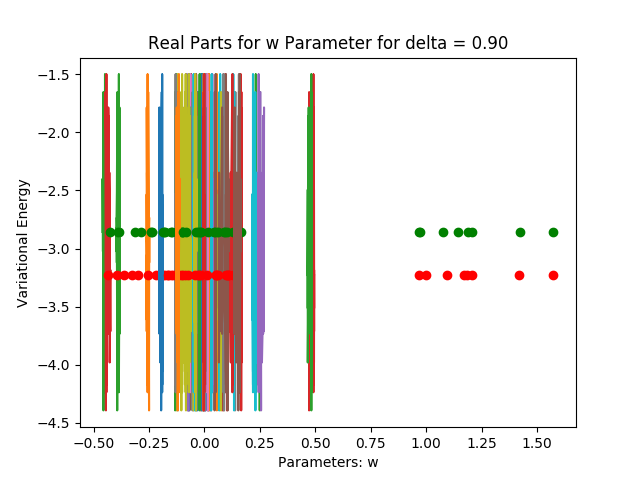 Real Parts for w Parameter for delta = 0.90
Variational Energy
−1.5
−2.0
−2.5
−3.0
−3.5
−4.0
−4.5
−0.50 −0.25 0.00 0.25 0.50 0.75 1.00 1.25 1.50
Parameters: w